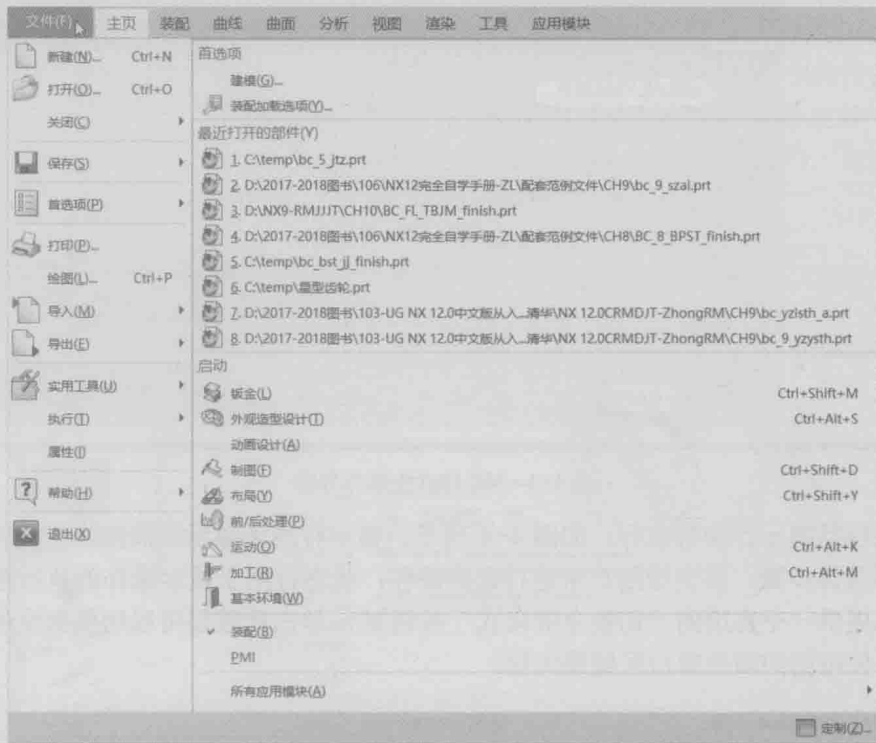 文件(F) 主页 装配 曲线 曲面 分析 视图 渲染 工具 应用模块
新建(N)... Ctrl+N
打开(O)... Ctrl+O
关闭(C)
保存(S)
首选项(P)
打印(P)...
绘图(L)... Ctrl+P
导入(M)
导出(E)
实用工具(U)
执行(T)
属性(I)
帮助(H)
退出(X)
首选项
建模(G)...
装配加载选项(Y)...
最近打开的部件(Y)
1. C:\temp\bc_5_jtz.prt
2. D:\2017-2018图书\106\NX12完全自学手册-ZL\配套范例文件\CH9\bc_9_szal.prt
3. D:\NX9-RMJJJT\CH10\BC_FL_TBJM_finish.prt
4. D:\2017-2018图书\106\NX12完全自学手册-ZL\配套范例文件\CH8\BC_8_BPST_finish.prt
5. C:\temp\bc_bst_jj_finish.prt
6. C:\temp\量型齿轮.prt
7. D:\2017-2018图书\103-UG NX 12.0中文版从入...清华\NX 12.0CRMDJT-ZhongRM\CH9\bc_yzlsth_a.prt
8. D:\2017-2018图书\103-UG NX 12.0中文版从入...清华\NX 12.0CRMDJT-ZhongRM\CH9\bc_9_yzysth.prt
启动
钣金(L) Ctrl+Shift+M
外观造型设计(T) Ctrl+Alt+S
动画设计(A)
制图(F) Ctrl+Shift+D
布局(Y) Ctrl+Shift+Y
前/后处理(P)
运动(O) Ctrl+Alt+K
加工(R) Ctrl+Alt+M
基本环境(W)
装配(B)
PMI
所有应用模块(A)
定制(Z)...